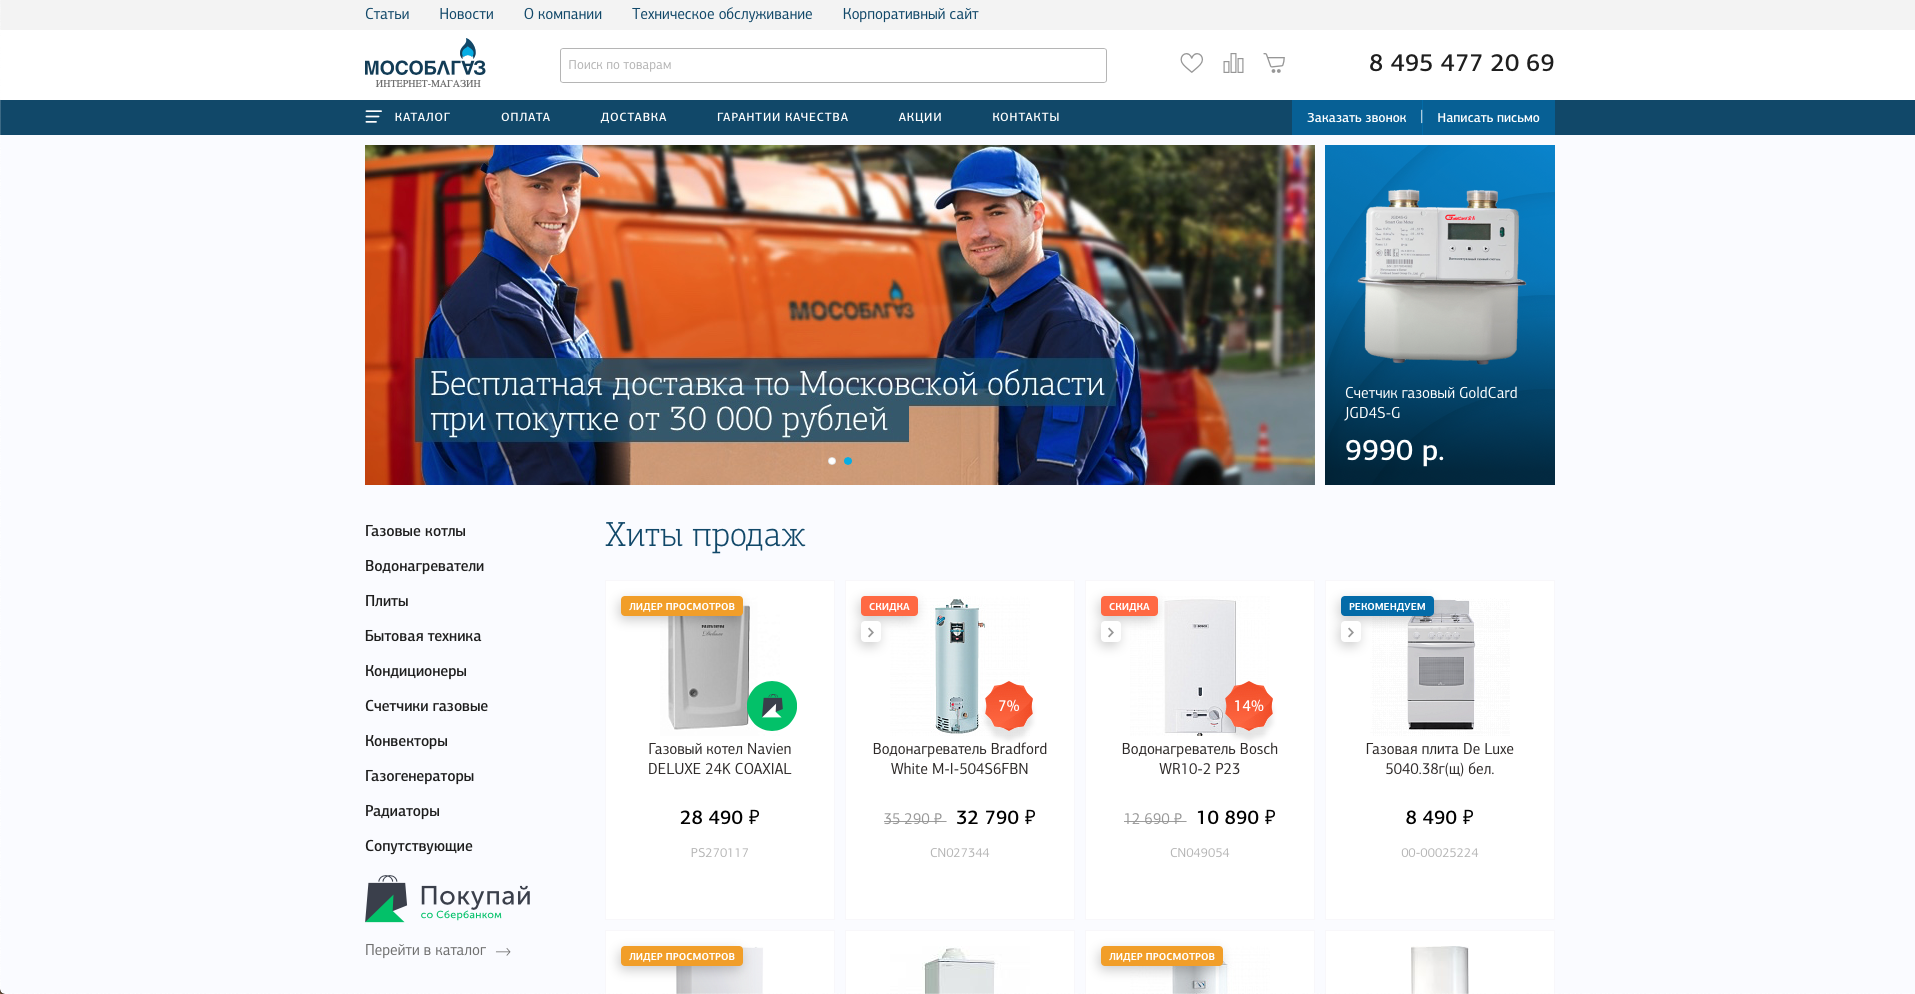 Статьи Новости О компании Техническое обслуживание Корпоративный сайт
МОСОБЛГАЗ
ИНТЕРНЕТ-МАГАЗИН
Поиск по товарам
8 495 477 20 69
КАТАЛОГ ОПЛАТА ДОСТАВКА ГАРАНТИИ КАЧЕСТВА АКЦИИ КОНТАКТЫ Заказать звонок Написать письмо
МОСОБЛГАЗ
Бесплатная доставка по Московской области
при покупке от 30 000 рублей
Счетчик газовый GoldCard
JGD4S-G
9990 р.
Газовые котлы
Водонагреватели
Плиты
Бытовая техника
Кондиционеры
Счетчики газовые
Конвекторы
Газогенераторы
Радиаторы
Сопутствующие
Покупай
со Сбербанком
Перейти в каталог
Хиты продаж
ЛИДЕР ПРОСМОТРОВ
Газовый котел Navien
DELUXE 24K COAXIAL
28 490 ₽
PS270117
СКИДКА
7%
Водонагреватель Bradford
White M-I-504S6FBN
35 290 ₽ 32 790 ₽
CN027344
СКИДКА
BOSCH
14%
Водонагреватель Bosch
WR10-2 P23
12 690 ₽ 10 890 ₽
CN049054
РЕКОМЕНДУЕМ
Газовая плита De Luxe
5040.38г(щ) бел.
8 490 ₽
00-00025224
ЛИДЕР ПРОСМОТРОВ
ЛИДЕР ПРОСМОТРОВ